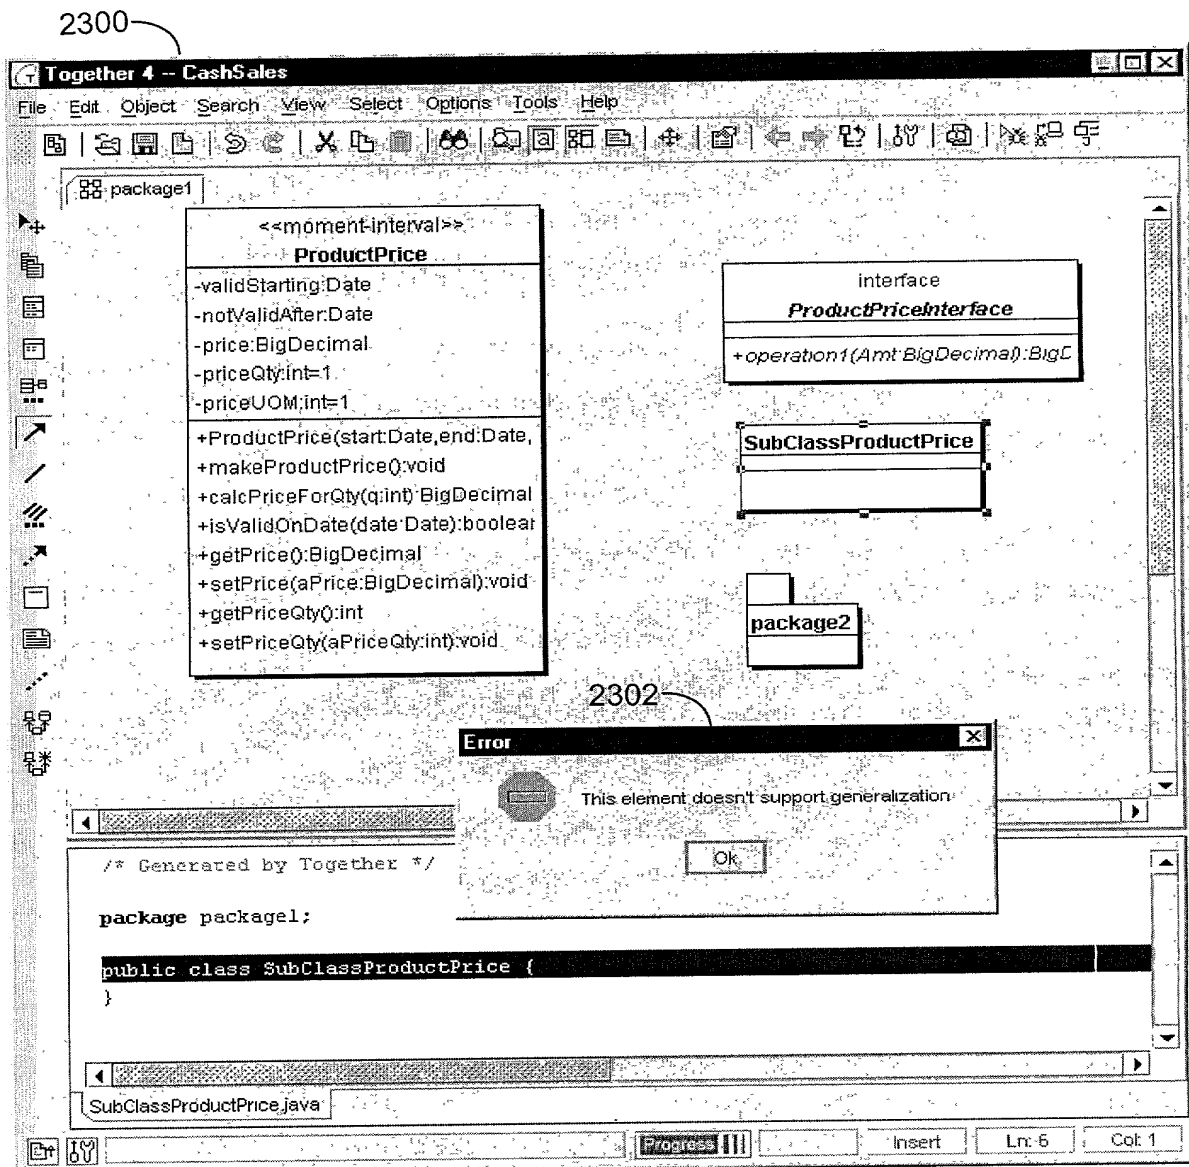 2300
Together 4 -- CashSales
File Edit Object Search View Select Options Tools Help
package1
<<moment-interval>>
ProductPrice
-validStarting:Date
-notValidAfter:Date
-price:BigDecimal
-priceQty:int=1
-priceUOM:int=1
+ProductPrice(start:Date,end:Date,
+makeProductPrice():void
+calcPriceForQty(q:int):BigDecimal
+isValidOnDate(date:Date):boolear
+getPrice():BigDecimal
+setPrice(aPrice:BigDecimal):void
+getPriceQty():int
+setPriceQty(aPriceQty:int):void
interface
ProductPriceInterface
+operation1(Amt:BigDecimal):BigD
SubClassProductPrice
package2
2302
Error
This element doesn't support generalization
Ok
/* Generated by Together */
package package1;
public class SubClassProductPrice {
}
SubClassProductPrice.java
Progress Insert Ln: 6 Col: 1